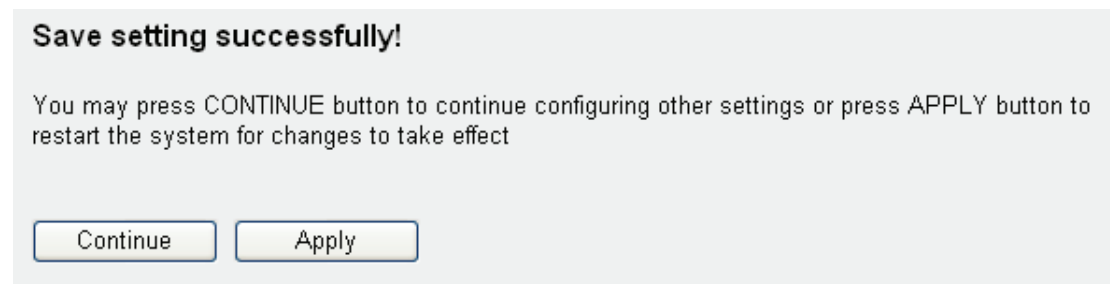 Save setting successfully!
You may press CONTINUE button to continue configuring other settings or press APPLY button to
restart the system for changes to take effect
Continue Apply